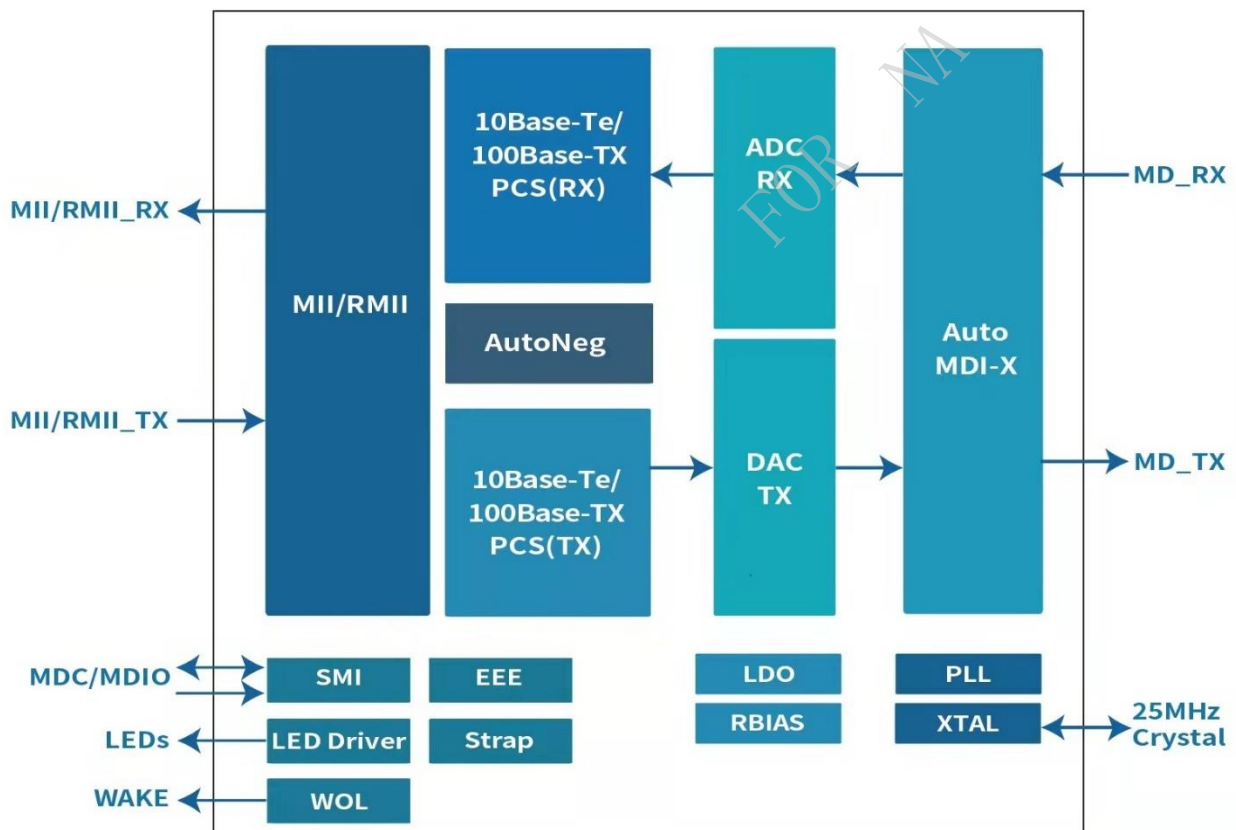 10Base-Te/
100Base-TX
PCS(RX)
ADC
RX
MD_RX
MII/RMII_RX
MII/RMII
AutoNeg
Auto
MDI-X
MII/RMII_TX
10Base-Te/
100Base-TX
PCS(TX)
DAC
TX
MD_TX
MDC/MDIO
SMI
EEE
LDO
PLL
LEDs
LED Driver
Strap
RBIAS
XTAL
25MHz
Crystal
WAKE
WOL
FOR NA